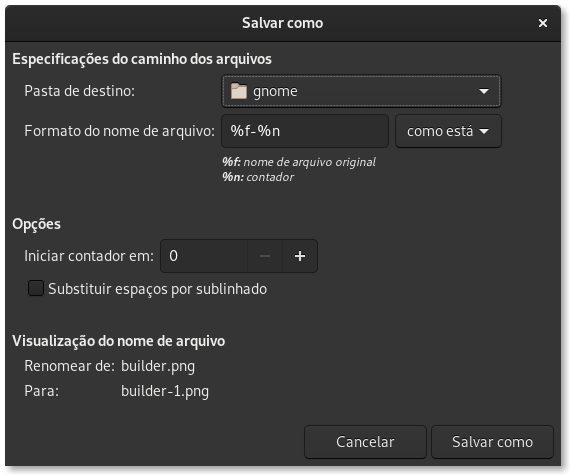 Salvar como
Especificações do caminho dos arquivos
Pasta de destino: gnome
Formato do nome de arquivo: %f-%n como está
%f: nome de arquivo original
%n: contador
Opções
Iniciar contador em: 0
Substituir espaços por sublinhado
Visualização do nome de arquivo
Renomear de: builder.png
Para: builder-1.png
Cancelar Salvar como